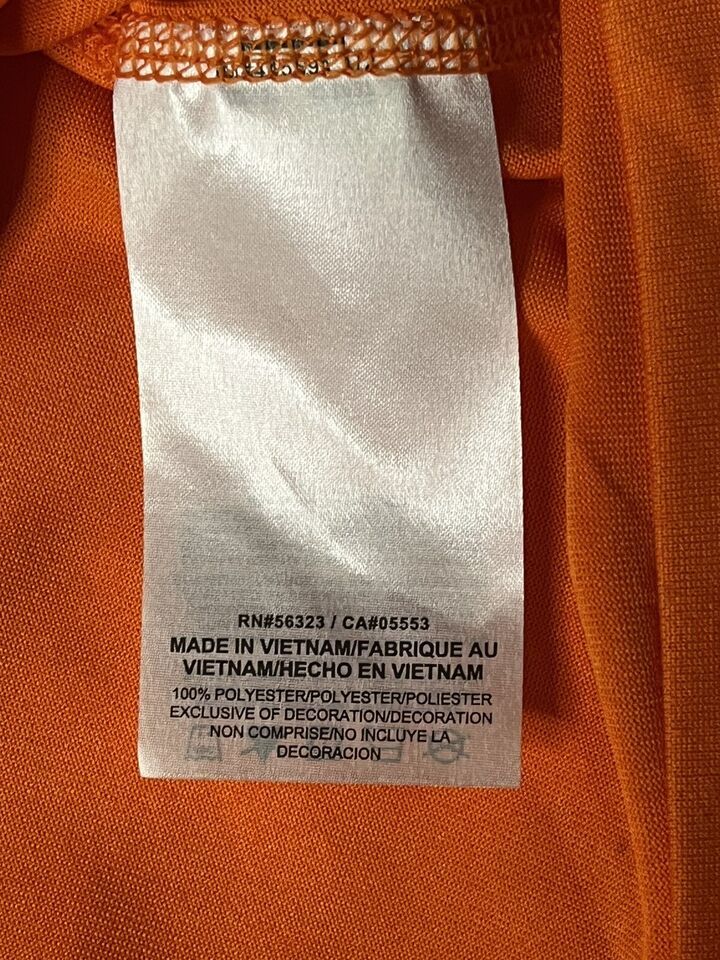 RN#56323 / CA#05553
MADE IN VIETNAM/FABRIQUE AU
VIETNAM/HECHO EN VIETNAM
100% POLYESTER/POLYESTER/POLIESTER
EXCLUSIVE OF DECORATION/DECORATION
NON COMPRISE/NO INCLUYE LA
DECORACION